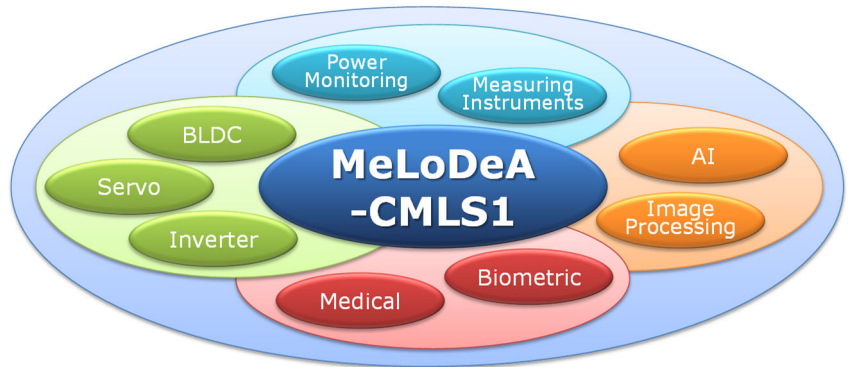 Power
Monitoring
Measuring
Instruments
BLDC
Servo
Inverter
MeLoDeA
-CMLS1
AI
Image
Processing
Medical
Biometric